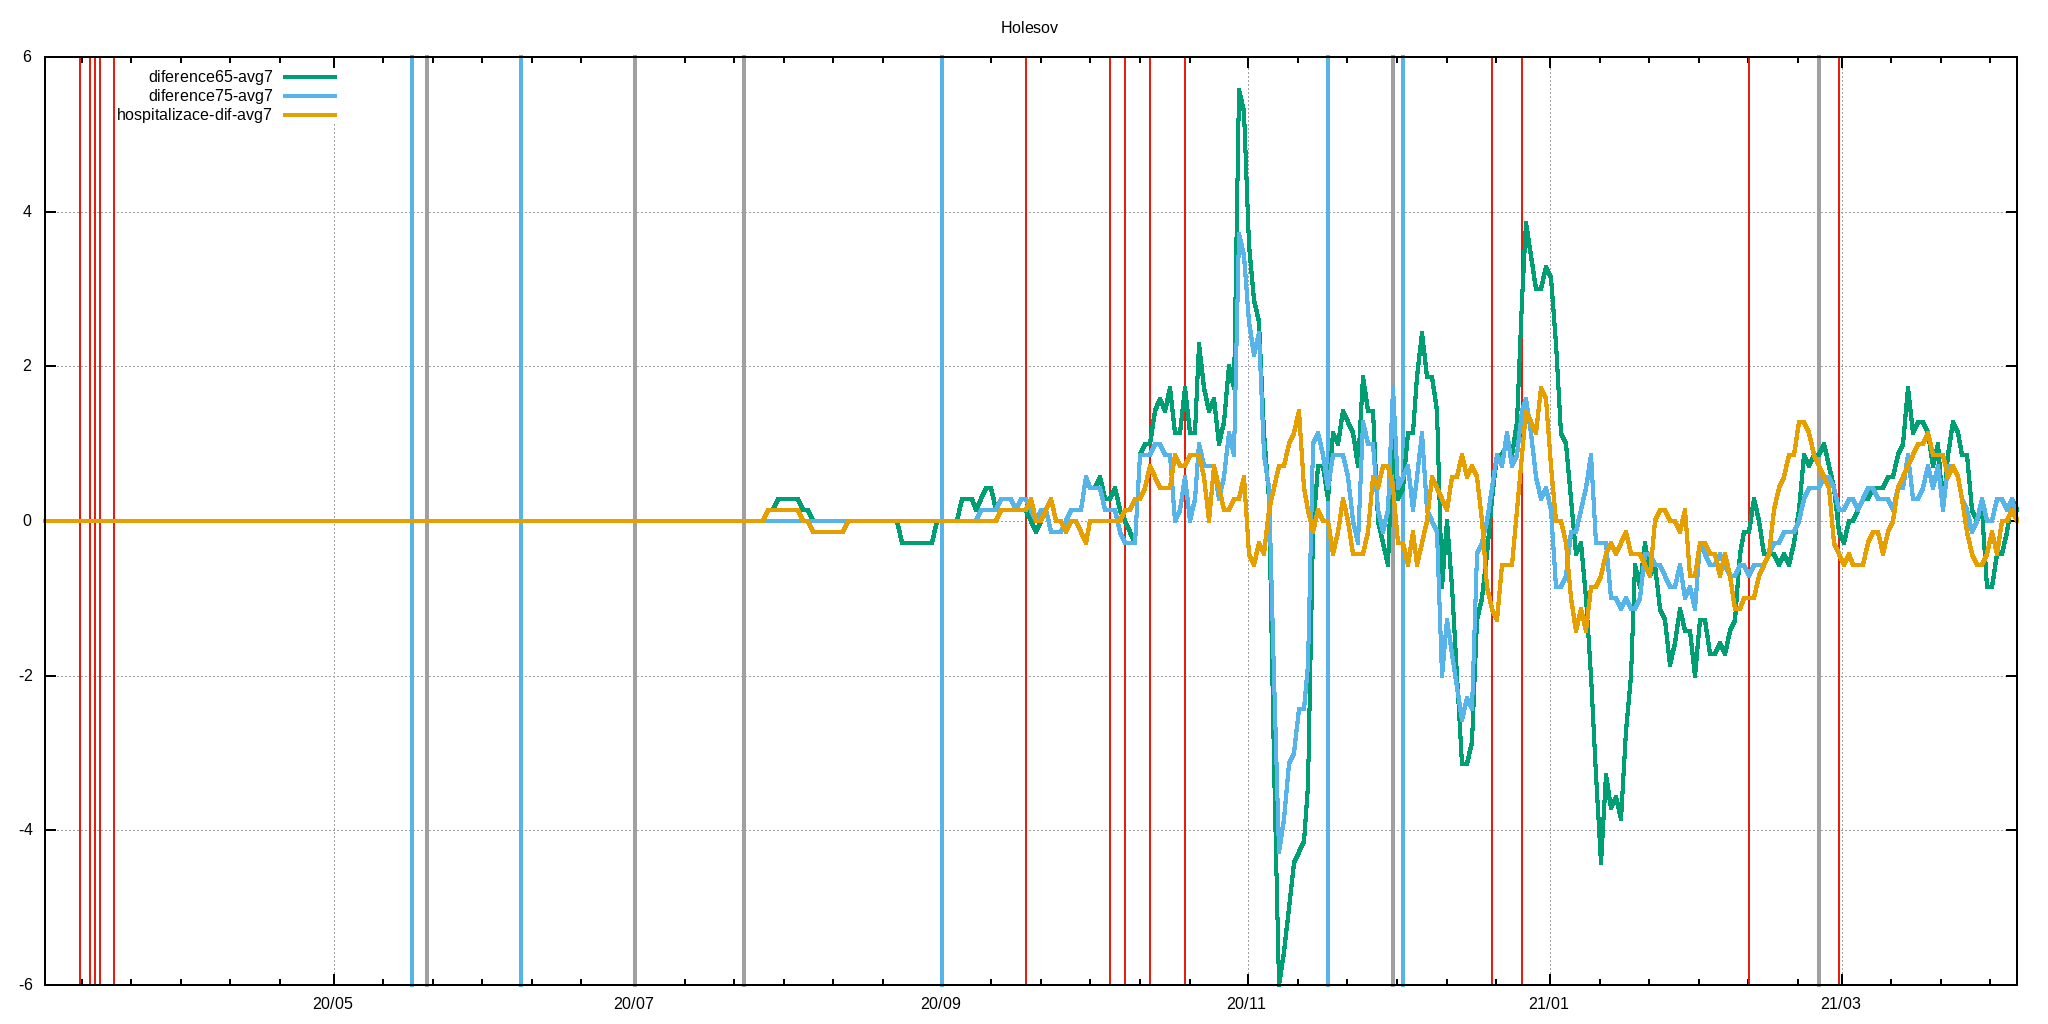 Holesov
6
diference65-avg7
diference75-avg7
hospitalizace-dif-avg7
4
2
0
-2
-4
-6
20/05 20/07 20/09 20/11 21/01 21/03